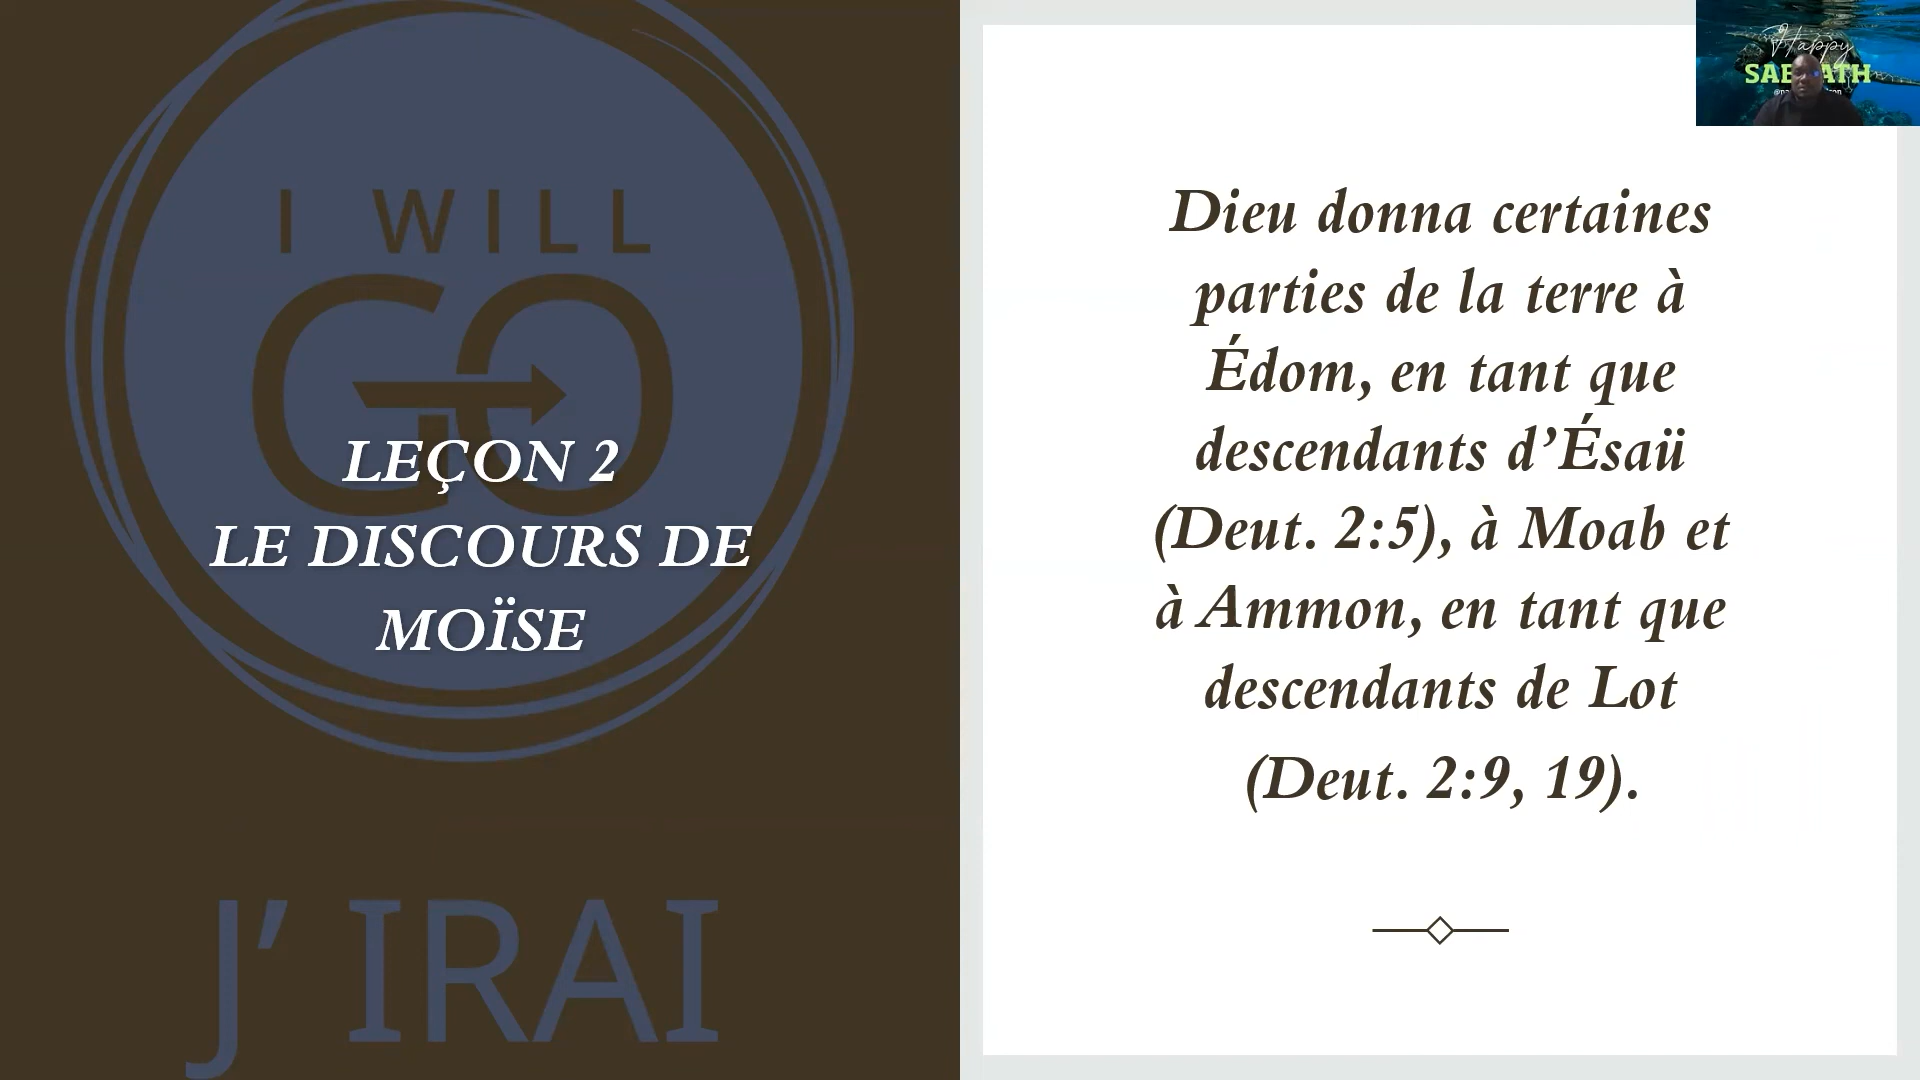 I WILL
GO
LEÇON 2
LE DISCOURS DE
MOÏSE
J’ IRAI
Dieu donna certaines
parties de la terre à
Édom, en tant que
descendants d’Ésaü
(Deut. 2:5), à Moab et
à Ammon, en tant que
descendants de Lot
(Deut. 2:9, 19).
Happy